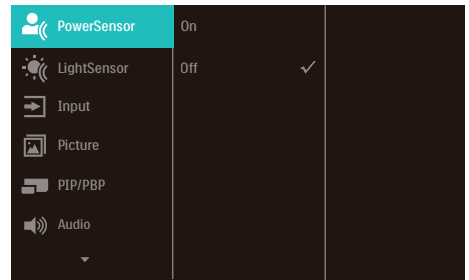 PowerSensor
On
LightSensor
Off
Input
Picture
PIP/PBP
Audio